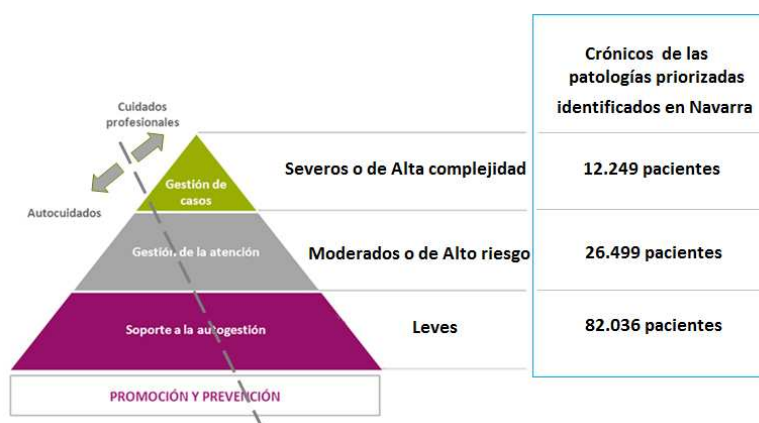 Crónicos de las
patologías priorizadas
identificados en Navarra
Cuidados
profesionales
Autocuidados
Gestión de
casos
Severos o de Alta complejidad
12.249 pacientes
Gestión de la atención
Moderados o de Alto riesgo
26.499 pacientes
Soporte a la autogestión
Leves
82.036 pacientes
PROMOCIÓN Y PREVENCIÓN